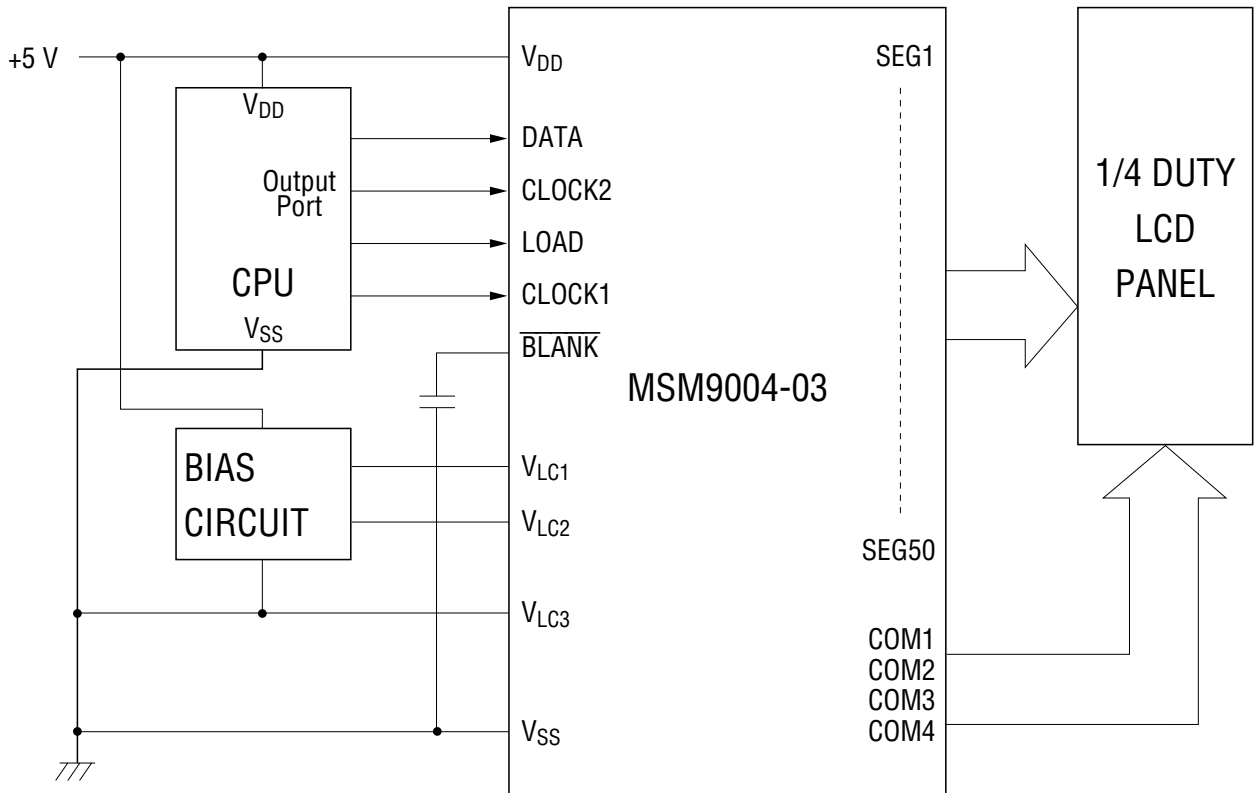 +5 V
VDD
SEG1
VDD
DATA
Output
Port
CLOCK2
LOAD
CPU
CLOCK1
VSS
BLANK
MSM9004-03
1/4 DUTY
LCD
PANEL
BIAS
CIRCUIT
VLC1
VLC2
SEG50
VLC3
COM1
COM2
COM3
COM4
VSS